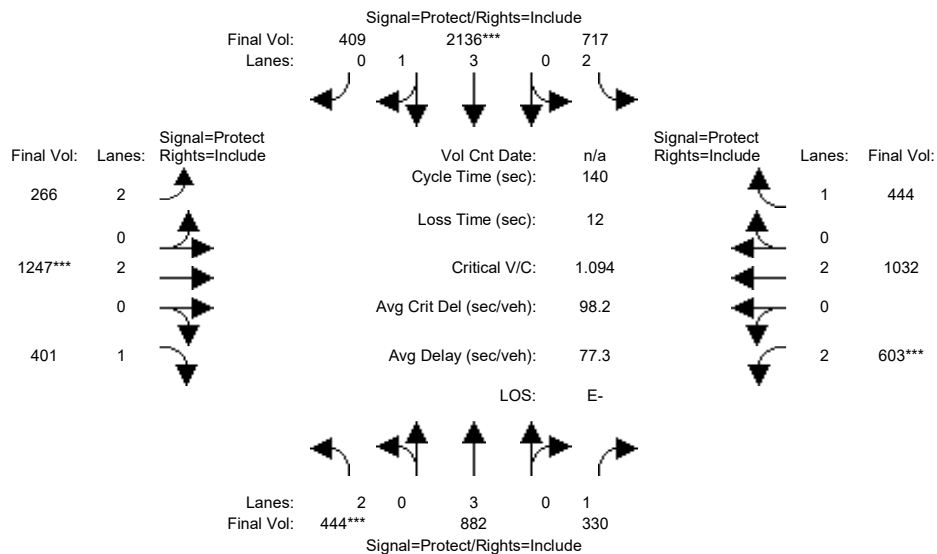 Signal=Protect/Rights=Include
Final Vol: 409 2136*** 717
Lanes: 0 1 3 0 2
Signal=Protect
Final Vol: Lanes: Rights=Include
Vol Cnt Date: n/a
Signal=Protect
Rights=Include Lanes: Final Vol:
Cycle Time (sec): 140
266 2
1 444
Loss Time (sec): 12
0
0
1247*** 2
Critical V/C: 1.094
2 1032
0
Avg Crit Del (sec/veh): 98.2
0
401 1
Avg Delay (sec/veh): 77.3
2 603***
LOS: E-
Lanes: 2 0 3 0 1
Final Vol: 444*** 882 330
Signal=Protect/Rights=Include